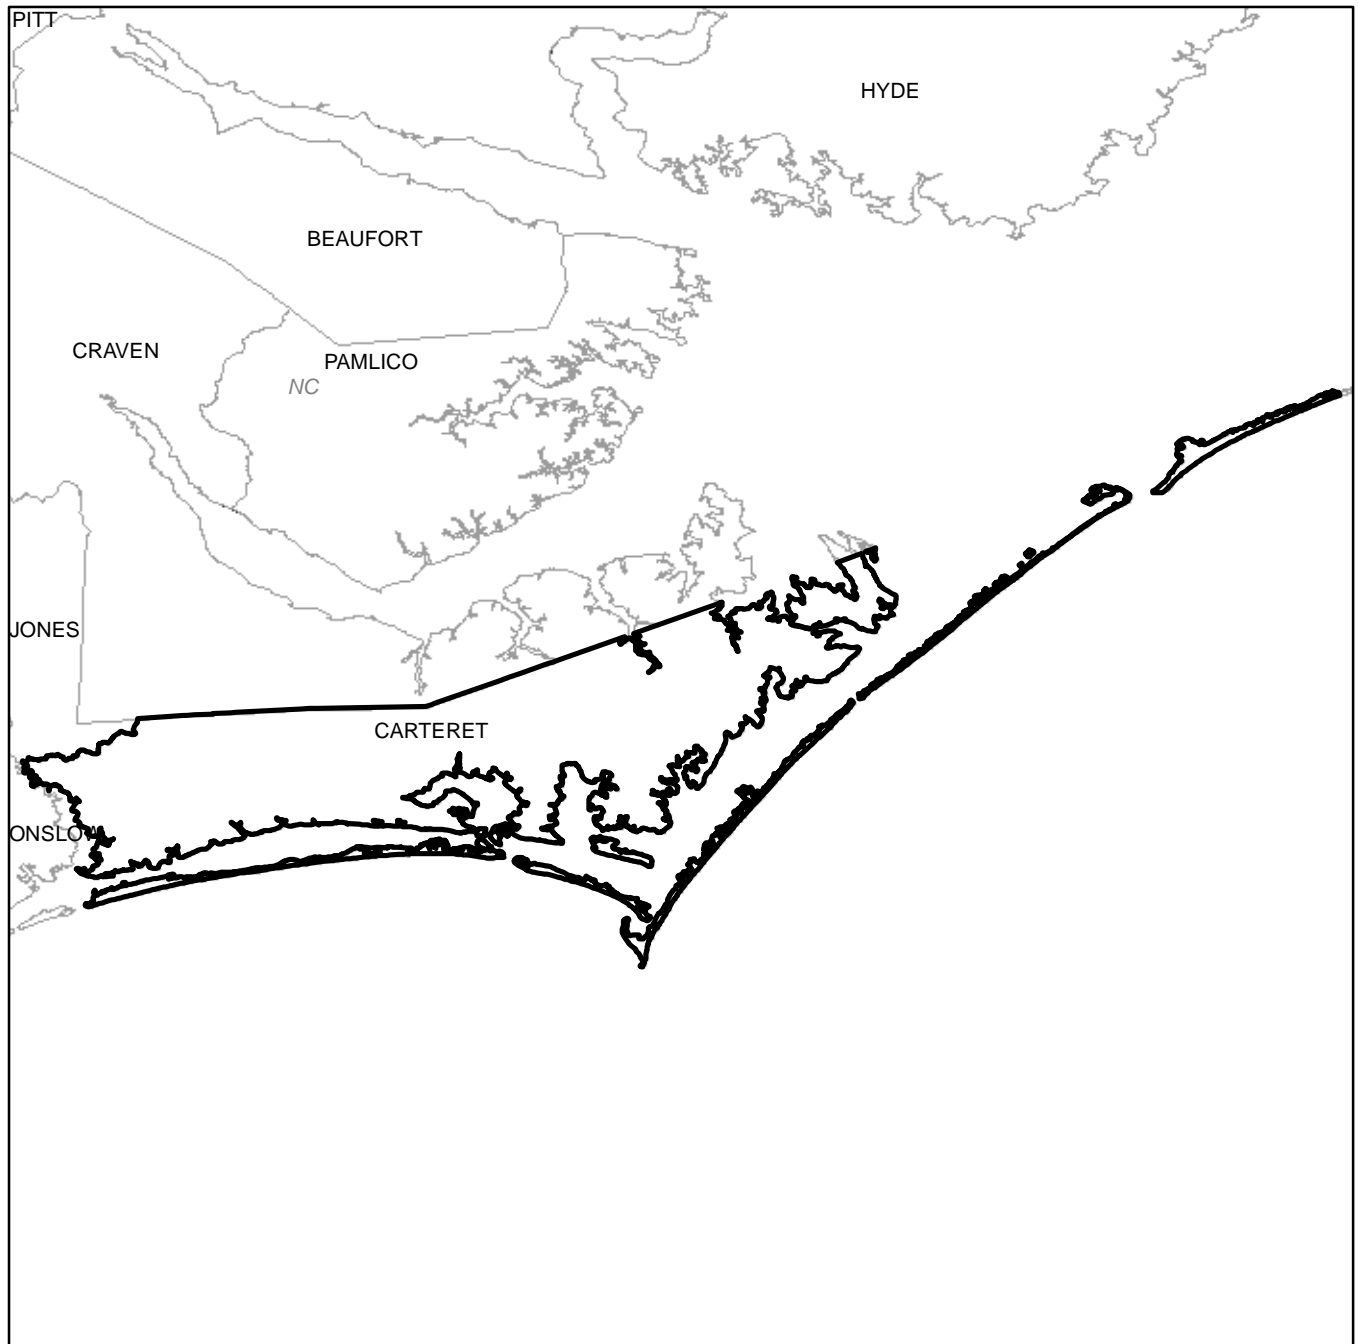 PITT
HYDE
BEAUFORT
CRAVEN
PAMLICO
NC
JONES
CARTERET
ONSLOW